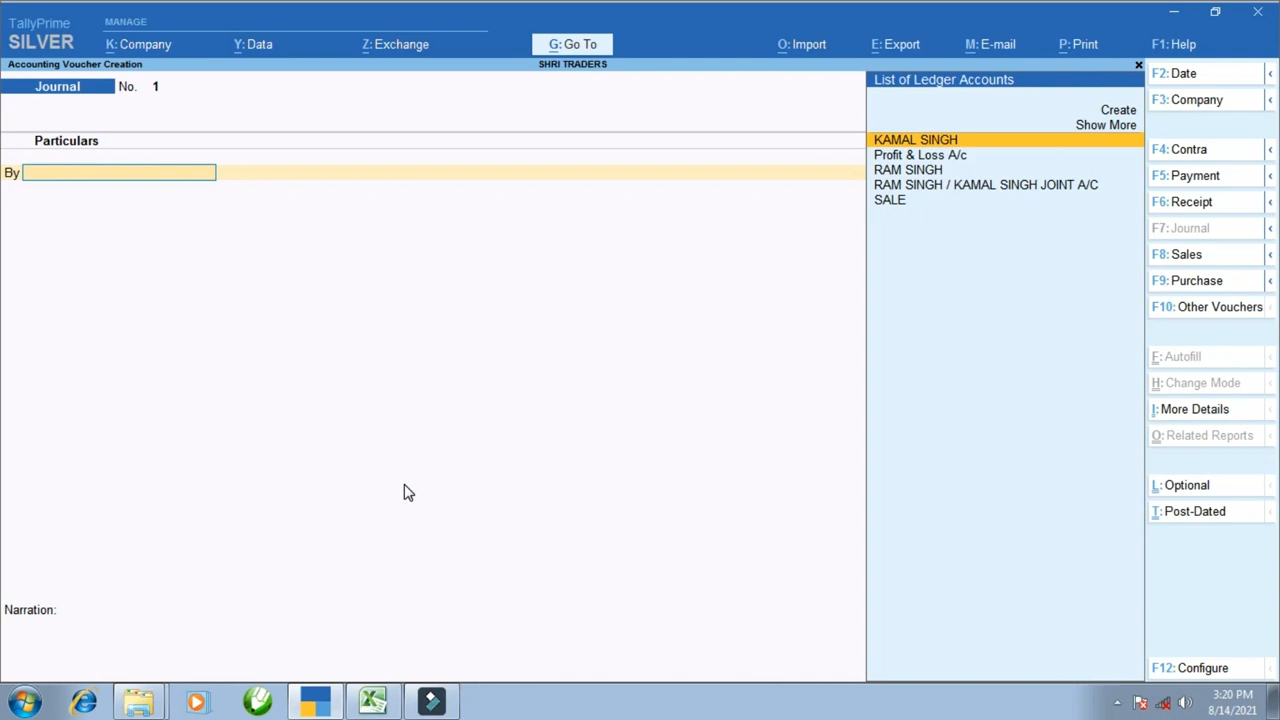 TallyPrime
SILVER
MANAGE
K: Company
Y: Data
Z: Exchange
G: Go To
O: Import
E: Export
M: E-mail
P: Print
F1: Help
Accounting Voucher Creation
SHRI TRADERS
Journal No. 1
Particulars
By
Narration:
List of Ledger Accounts
Create
Show More
KAMAL SINGH
Profit & Loss A/c
RAM SINGH
RAM SINGH / KAMAL SINGH JOINT A/C
SALE
F2: Date
F3: Company
F4: Contra
F5: Payment
F6: Receipt
F7: Journal
F8: Sales
F9: Purchase
F10: Other Vouchers
F: Autofill
H: Change Mode
I: More Details
O: Related Reports
L: Optional
T: Post-Dated
F12: Configure
3:20 PM
8/14/2021